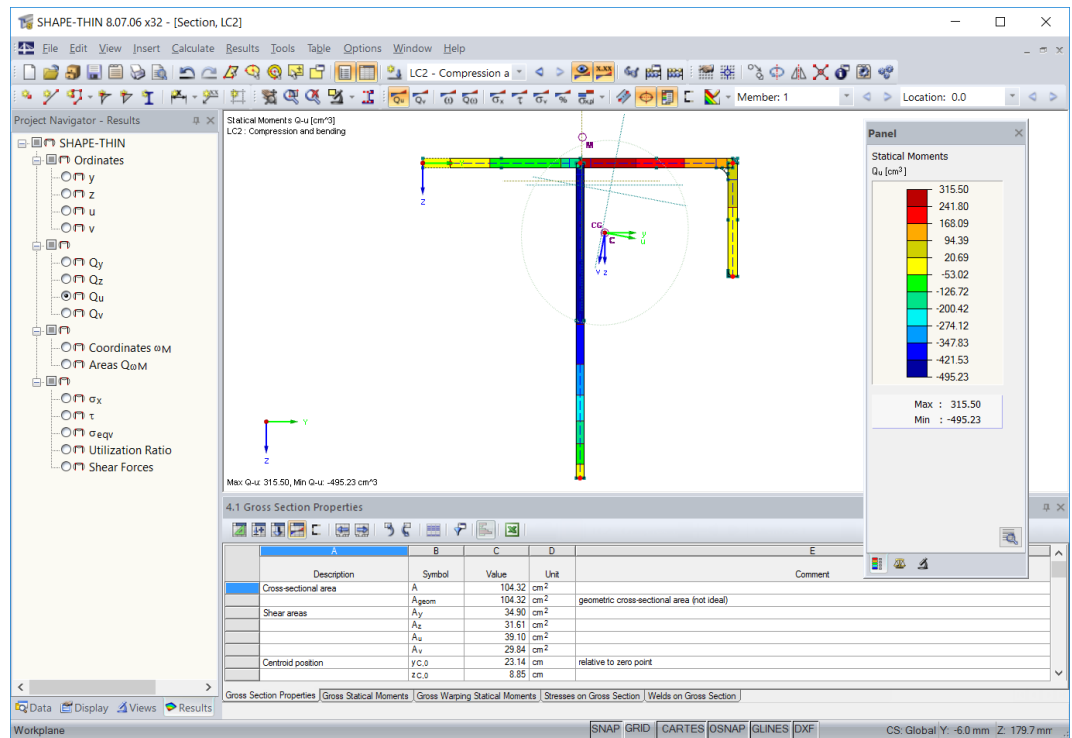 SHAPE-THIN 8.07.06 x32 - [Section, LC2]
File Edit View Insert Calculate Results Tools Table Options Window Help
LC2 - Compression a
Member: 1 Location: 0.0
Project Navigator - Results
SHAPE-THIN
Ordinates
y
z
u
v
Qy
Qz
Qu
Qv
Coordinates ωM
Areas QωM
σx
τ
σeqv
Utilization Ratio
Shear Forces
Data Display Views Results
Statical Moments Q-u [cm^3]
LC2 : Compression and bending
M
z
CG
C
y
u
v z
Y
Z
Max Q-u: 315.50, Min Q-u: -495.23 cm^3
Panel
Statical Moments
Qu [cm³]
315.50
241.80
168.09
94.39
20.69
-53.02
-126.72
-200.42
-274.12
-347.83
-421.53
-495.23
Max : 315.50
Min : -495.23
4.1 Gross Section Properties
A B C D E
Description Symbol Value Unit Comment
Cross-sectional area A 104.32 cm2
Ageom 104.32 cm2 geometric cross-sectional area (not ideal)
Shear areas Ay 34.90 cm2
Az 31.61 cm2
Au 39.10 cm2
Av 29.84 cm2
Centroid position yC,0 23.14 cm relative to zero point
zC,0 8.85 cm
Gross Section Properties Gross Statical Moments Gross Warping Statical Moments Stresses on Gross Section Welds on Gross Section
Workplane SNAP GRID CARTES OSNAP GLINES DXF CS: Global Y: -6.0 mm Z: 179.7 mm